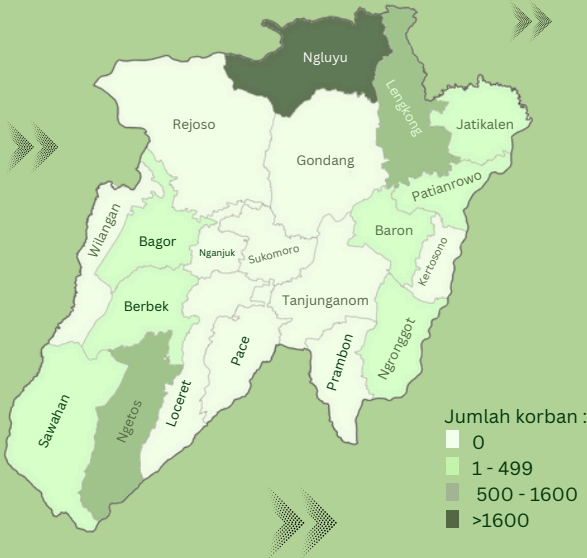 Ngluyu
Lengkong
Rejoso
Jatikalen
Gondang
Patianrowo
Wilangan
Baron
Bagor
Nganjuk
Sukomoro
Kertosono
Berbek
Tanjunganom
Pace
Prambon
Ngronggot
Loceret
Sawahan
Ngetos
Jumlah korban :
0
1 - 499
500 - 1600
>1600